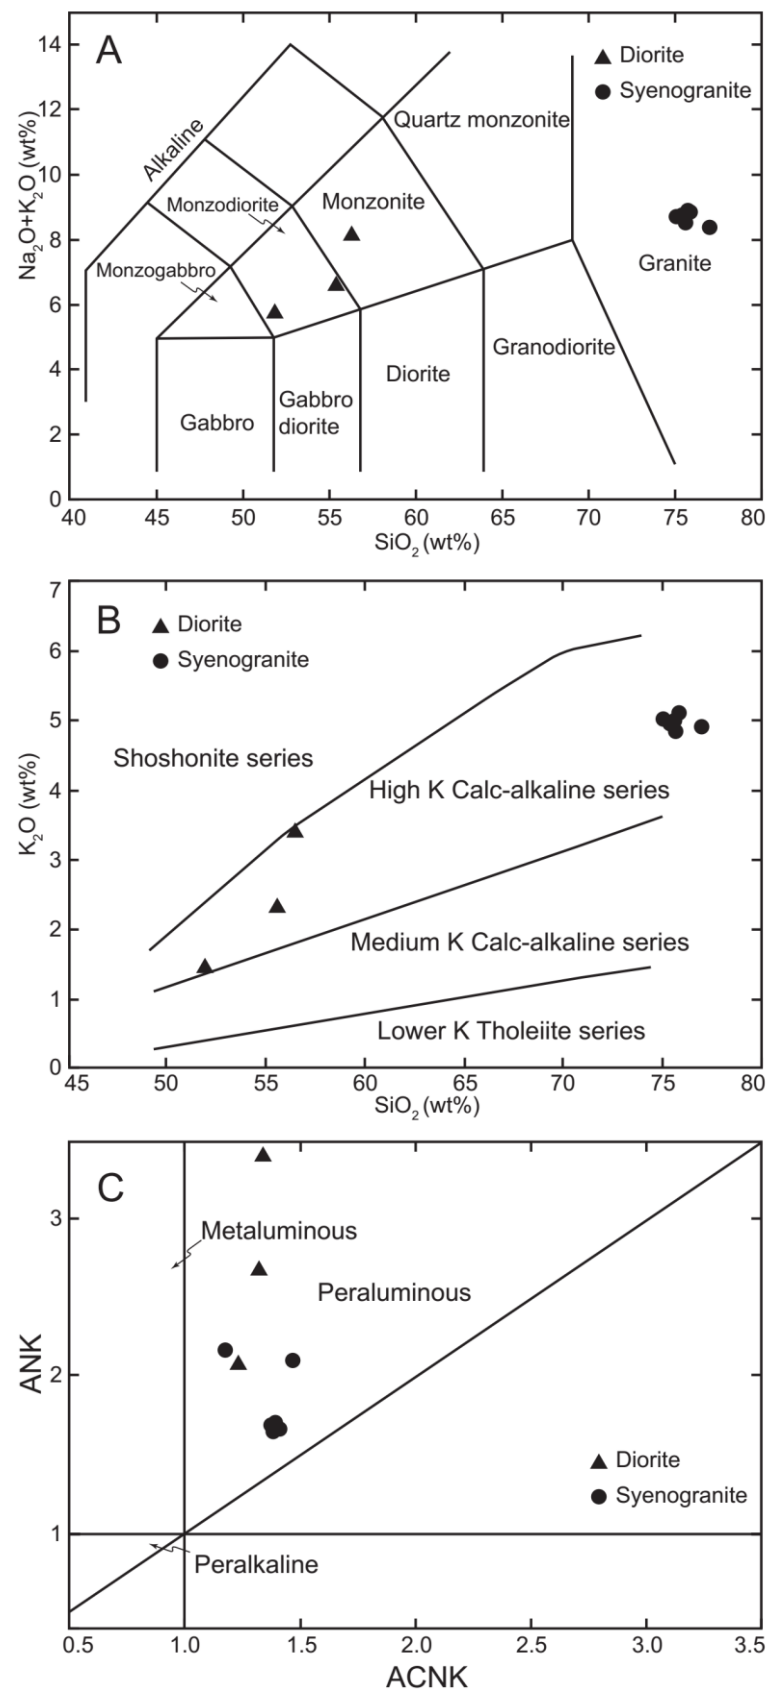 A
Diorite
Syenogranite
14
12
10
8
6
4
2
0
Na₂O+K₂O (wt%)
Alkaline
Quartz monzonite
Monzodiorite
Monzonite
Monzogabbro
Granite
Granodiorite
Diorite
Gabbro
Gabbro
diorite
40 45 50 55 60 65 70 75 80
SiO₂ (wt%)
B
Diorite
Syenogranite
7
6
5
4
3
2
1
0
K₂O (wt%)
Shoshonite series
High K Calc-alkaline series
Medium K Calc-alkaline series
Lower K Tholeiite series
45 50 55 60 65 70 75 80
SiO₂ (wt%)
C
Metaluminous
Peraluminous
3
2
1
ANK
Diorite
Syenogranite
Peralkaline
0.5 1.0 1.5 2.0 2.5 3.0 3.5
ACNK